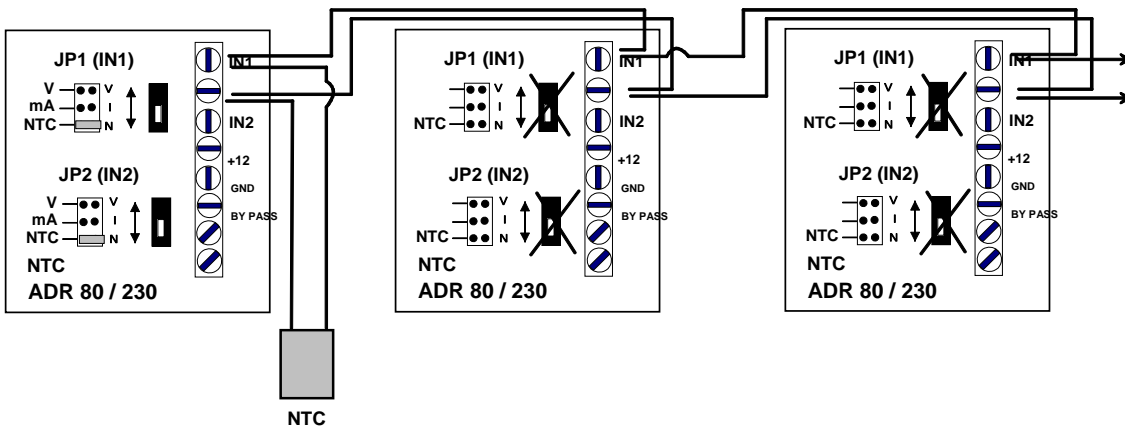 JP1 (IN1)
V V
mA I
NTC N
JP2 (IN2)
V V
mA I
NTC N
NTC
ADR 80 / 230
IN1
IN2
+12
GND
BY PASS
NTC
JP1 (IN1)
V
I
NTC N
JP2 (IN2)
V
I
NTC N
NTC
ADR 80 / 230
IN1
IN2
+12
GND
BY PASS
JP1 (IN1)
V
I
NTC N
JP2 (IN2)
V
I
NTC N
NTC
ADR 80 / 230
IN1
IN2
+12
GND
BY PASS